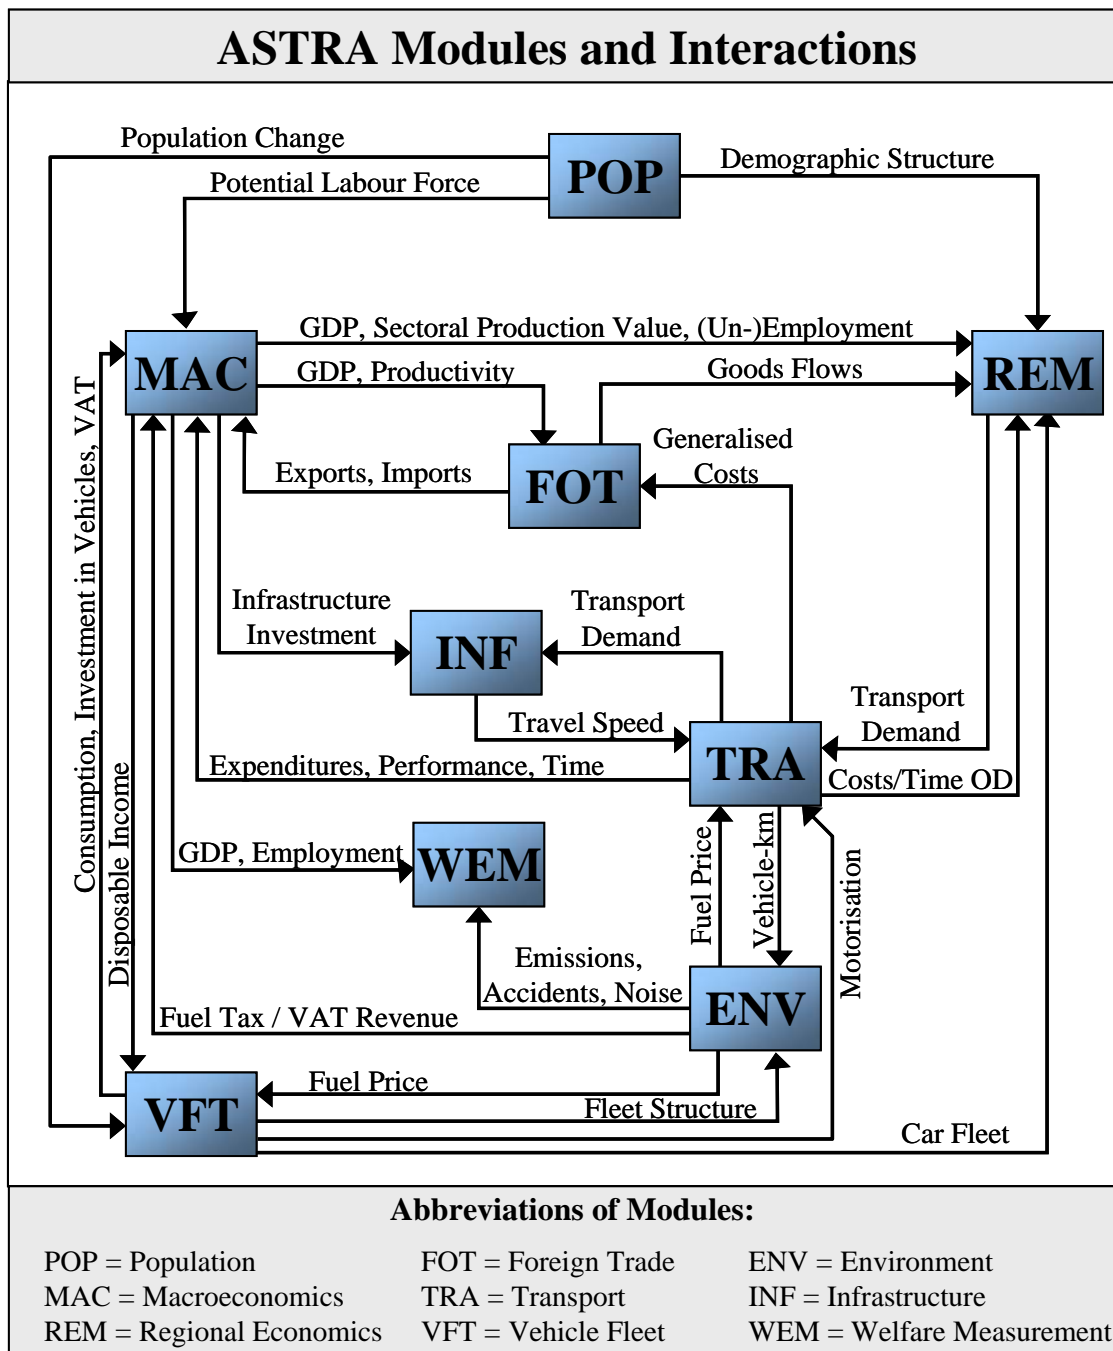 ASTRA Modules and Interactions
Population Change
POP
Demographic Structure
Potential Labour Force
MAC
GDP, Sectoral Production Value, (Un-)Employment
REM
GDP, Productivity
Goods Flows
Generalised
Costs
FOT
Exports, Imports
Consumption, Investment in Vehicles, VAT
Disposable Income
Infrastructure
Investment
INF
Transport
Demand
Travel Speed
TRA
Transport
Demand
Expenditures, Performance, Time
Costs/Time OD
GDP, Employment
WEM
Fuel Price
Vehicle-km
Motorisation
Emissions,
Accidents, Noise
ENV
Fuel Tax / VAT Revenue
Fuel Price
VFT
Fleet Structure
Car Fleet
Abbreviations of Modules:
POP = Population
FOT = Foreign Trade
ENV = Environment
MAC = Macroeconomics
TRA = Transport
INF = Infrastructure
REM = Regional Economics
VFT = Vehicle Fleet
WEM = Welfare Measurement